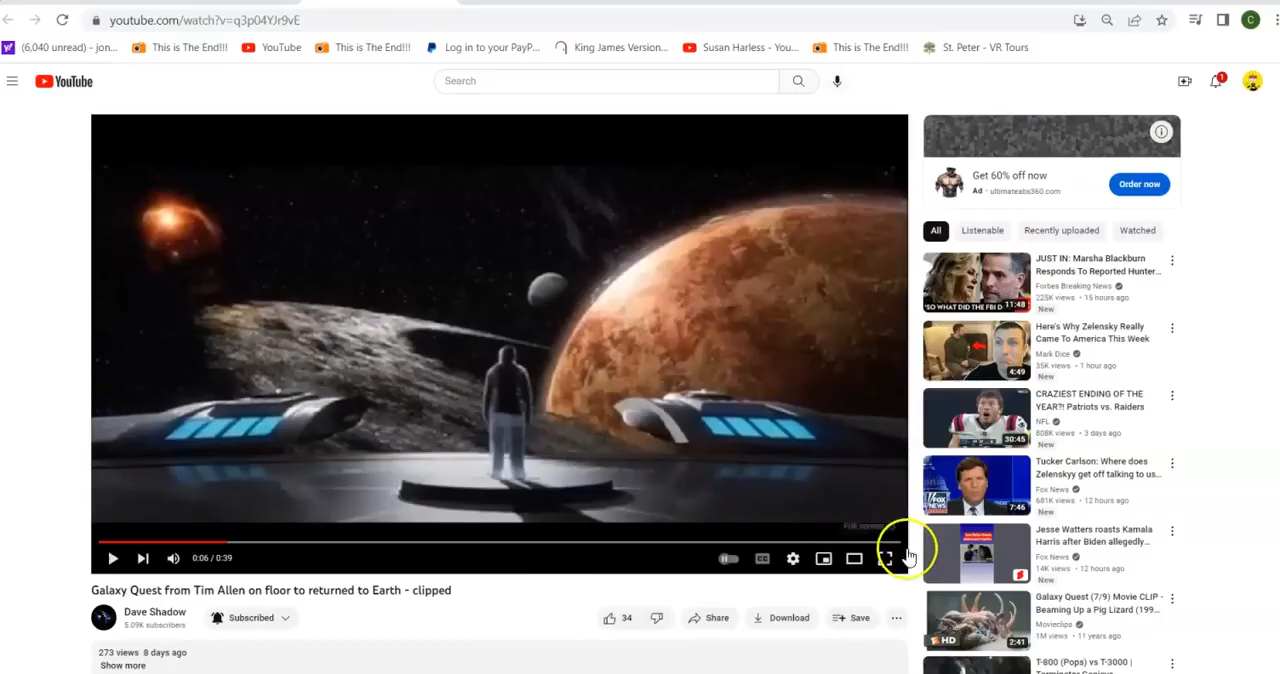 youtube.com/watch?v=q3p04YJr9vE
C
(6,040 unread) - jon...
This is The End!!!
YouTube
This is The End!!!
Log in to your PayP...
King James Version...
Susan Harless - You...
This is The End!!!
St. Peter - VR Tours
YouTube
Search
1
Get 60% off now
Ad · ultimateabs360.com
Order now
All
Listenable
Recently uploaded
Watched
JUST IN: Marsha Blackburn
Responds To Reported Hunter...
Forbes Breaking News
225K views · 15 hours ago
New
'SO WHAT DID THE FBI D
11:48
Here's Why Zelensky Really
Came To America This Week
Mark Dice
35K views · 1 hour ago
New
4:49
CRAZIEST ENDING OF THE
YEAR?! Patriots vs. Raiders
NFL
808K views · 3 days ago
New
30:45
Tucker Carlson: Where does
Zelenskyy get off talking to us...
Fox News
681K views · 12 hours ago
New
7:46
Jesse Watters roasts Kamala
Harris after Biden allegedly...
Fox News
14K views · 12 hours ago
New
Galaxy Quest (7/9) Movie CLIP -
Beaming Up a Pig Lizard (199...
Movieclips
1M views · 11 years ago
HD
2:41
T-800 (Pops) vs T-3000 |
0:06 / 0:39
CC
Galaxy Quest from Tim Allen on floor to returned to Earth - clipped
Dave Shadow
5.09K subscribers
Subscribed
34
Share
Download
Save
273 views 8 days ago
Show more